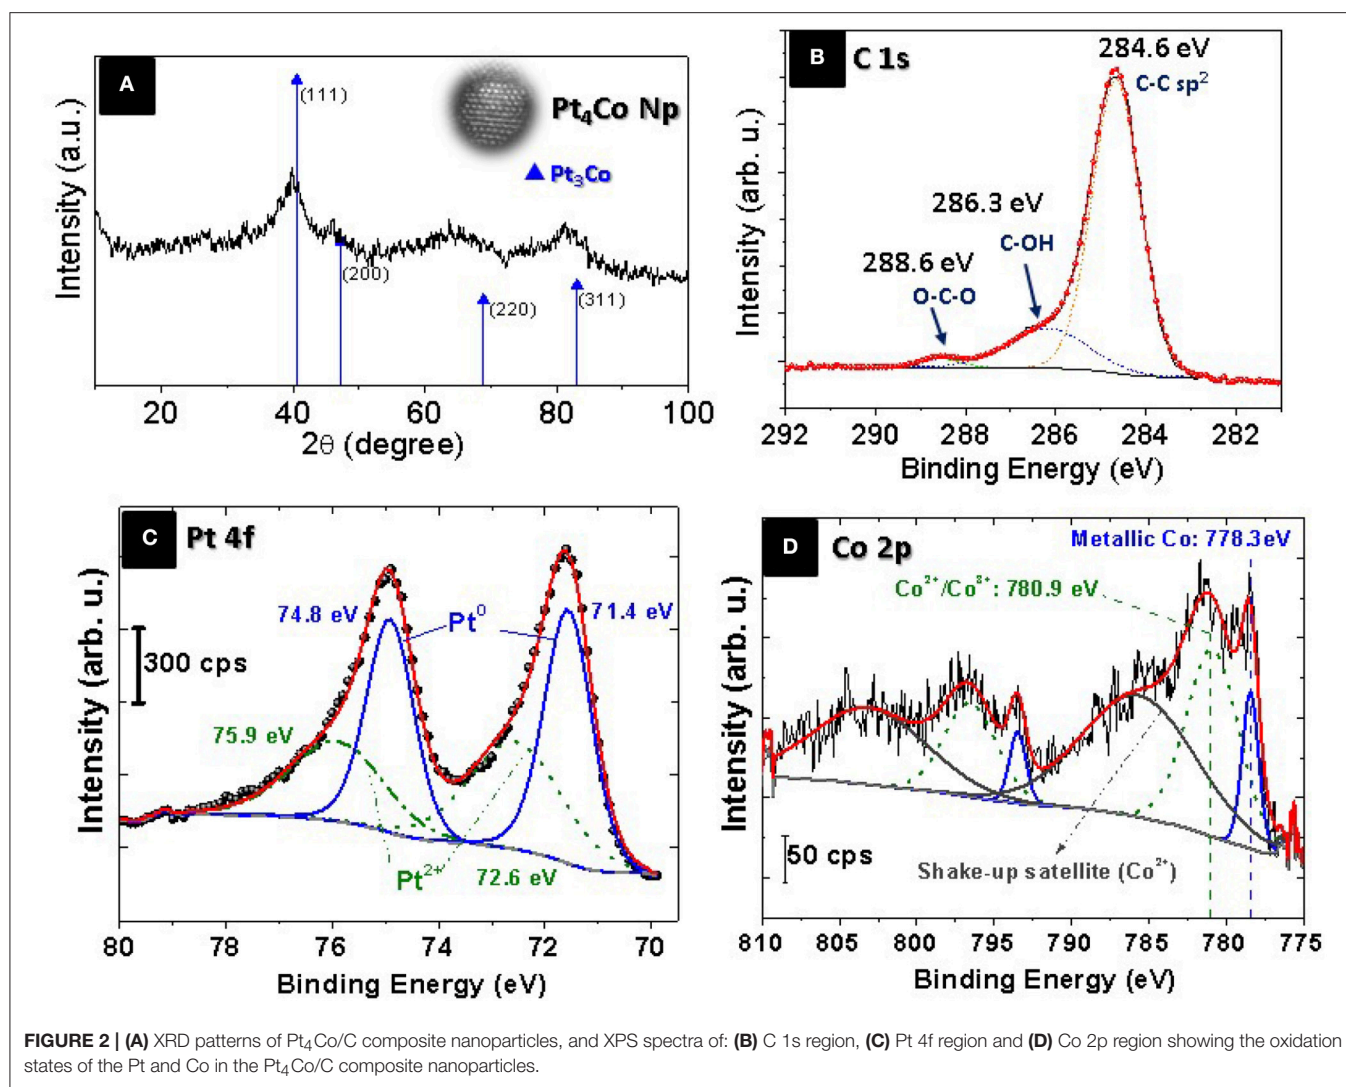 A
(111)
Pt₄Co Np
Pt₃Co
(200)
(220)
(311)
Intensity (a.u.)
20 40 60 80 100
2θ (degree)
B
C 1s
284.6 eV
C-C sp²
286.3 eV
C-OH
288.6 eV
O-C-O
Intensity (arb. u.)
292 290 288 286 284 282
Binding Energy (eV)
C
Pt 4f
300 cps
74.8 eV
Pt⁰
71.4 eV
75.9 eV
Pt²⁺
72.6 eV
Intensity (arb. u.)
80 78 76 74 72 70
Binding Energy (eV)
D
Co 2p
Metallic Co: 778.3eV
Co²⁺/Co³⁺: 780.9 eV
50 cps
Shake-up satellite (Co²⁺)
Intensity (arb. u.)
810 805 800 795 790 785 780 775
Binding Energy (eV)
FIGURE 2 | (A) XRD patterns of Pt₄Co/C composite nanoparticles, and XPS spectra of: (B) C 1s region, (C) Pt 4f region and (D) Co 2p region showing the oxidation
states of the Pt and Co in the Pt₄Co/C composite nanoparticles.